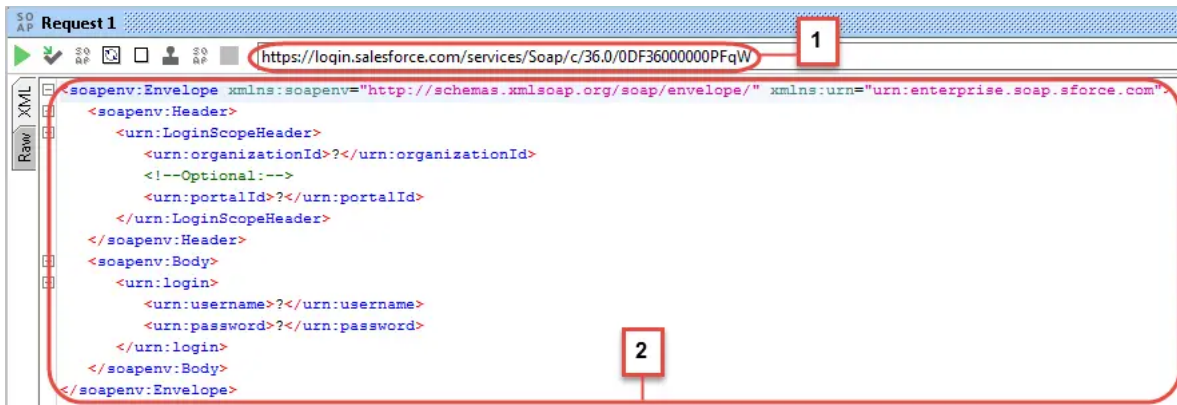 SOAP Request 1
https://login.salesforce.com/services/Soap/c/36.0/0DF36000000PFqW
1
XML
Raw
<soapenv:Envelope xmlns:soapenv="http://schemas.xmlsoap.org/soap/envelope/" xmlns:urn="urn:enterprise.soap.sforce.com">
<soapenv:Header>
<urn:LoginScopeHeader>
<urn:organizationId>?</urn:organizationId>
<!--Optional:-->
<urn:portalId>?</urn:portalId>
</urn:LoginScopeHeader>
</soapenv:Header>
<soapenv:Body>
<urn:login>
<urn:username>?</urn:username>
<urn:password>?</urn:password>
</urn:login>
</soapenv:Body>
</soapenv:Envelope>
2